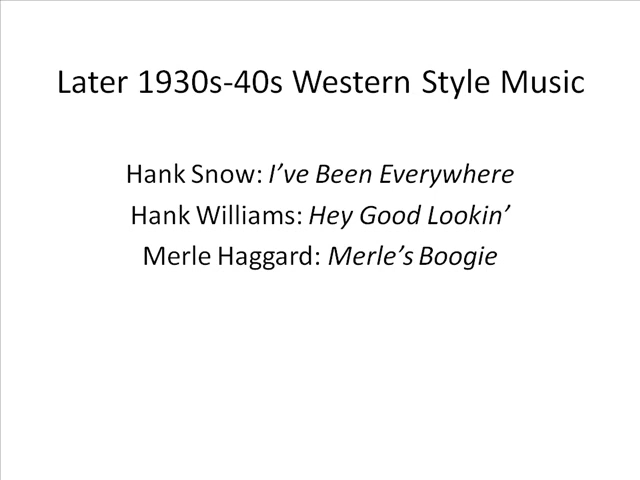 Later 1930s-40s Western Style Music
Hank Snow: I’ve Been Everywhere
Hank Williams: Hey Good Lookin’
Merle Haggard: Merle’s Boogie